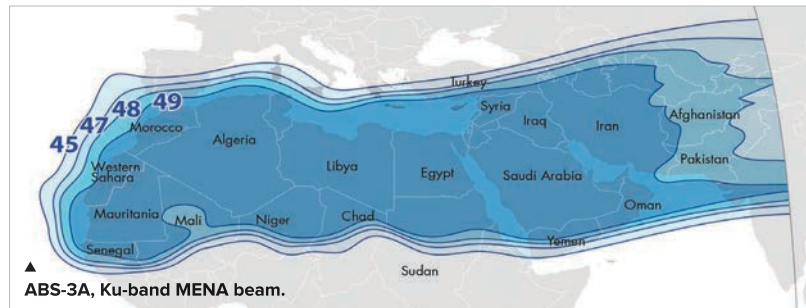 Turkey
49
48
47
45
Morocco
Syria
Iraq
Iran
Afghanistan
Algeria
Pakistan
Western
Sahara
Libya
Egypt
Saudi Arabia
Oman
Mauritania
Mali
Niger
Chad
Yemen
Senegal
Sudan
▲
ABS-3A, Ku-band MENA beam.